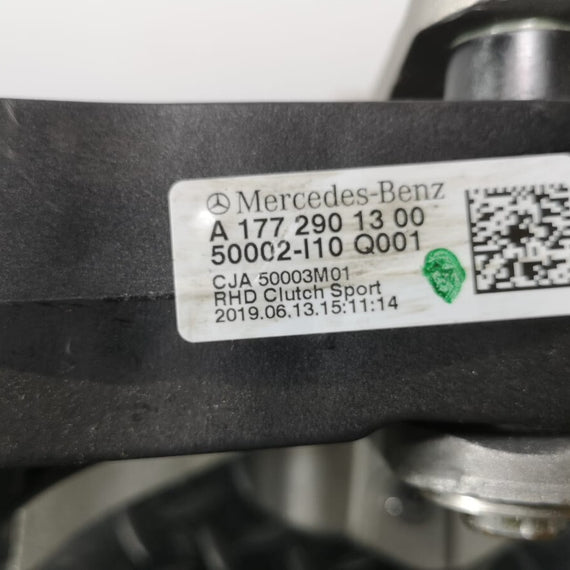 Mercedes-Benz
A 177 290 13 00
50002-I10 Q001
CJA 50003M01
RHD Clutch Sport
2019.06.13.15:11:14